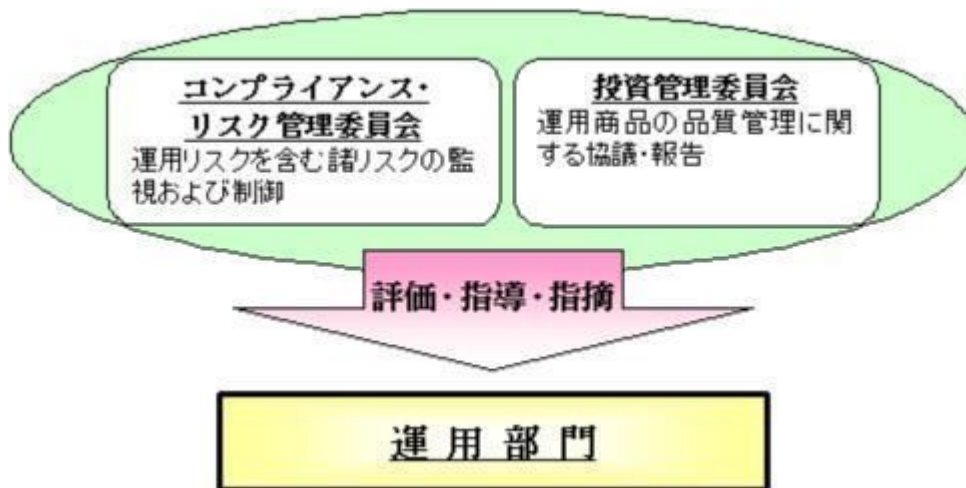 コンプライアンス・
リスク管理委員会
運用リスクを含む諸リスクの監
視および制御
投資管理委員会
運用商品の品質管理に関
する協議・報告
評価・指導・指摘
運用部門